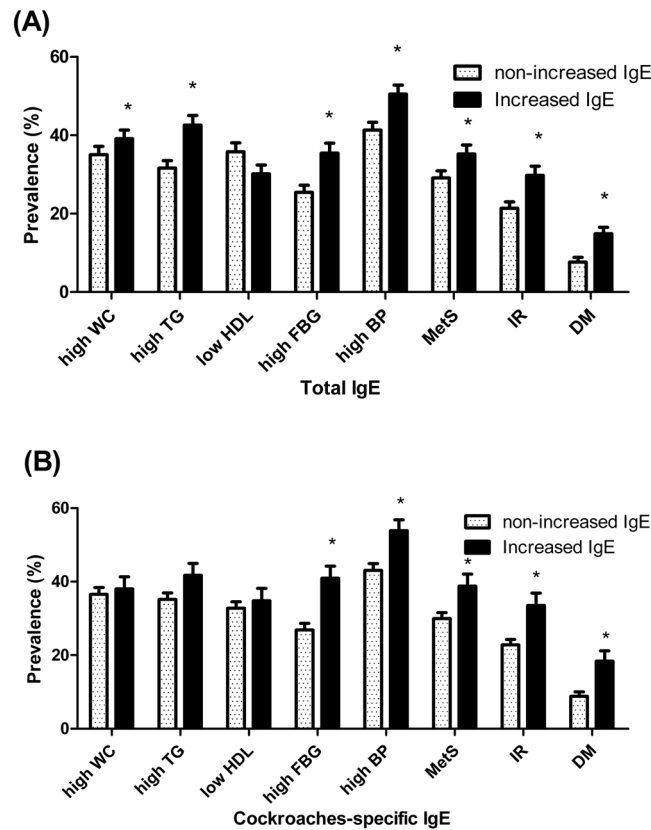 (A)
60
40
20
0
Prevalence (%)
non-increased IgE
Increased IgE
* * * * * * *
high WC
high TG
low HDL
high FBG
high BP
MetS
IR
DM
Total IgE
(B)
60
40
20
0
Prevalence (%)
non-increased IgE
Increased IgE
* * * * *
high WC
high TG
low HDL
high FBG
high BP
MetS
IR
DM
Cockroaches-specific IgE